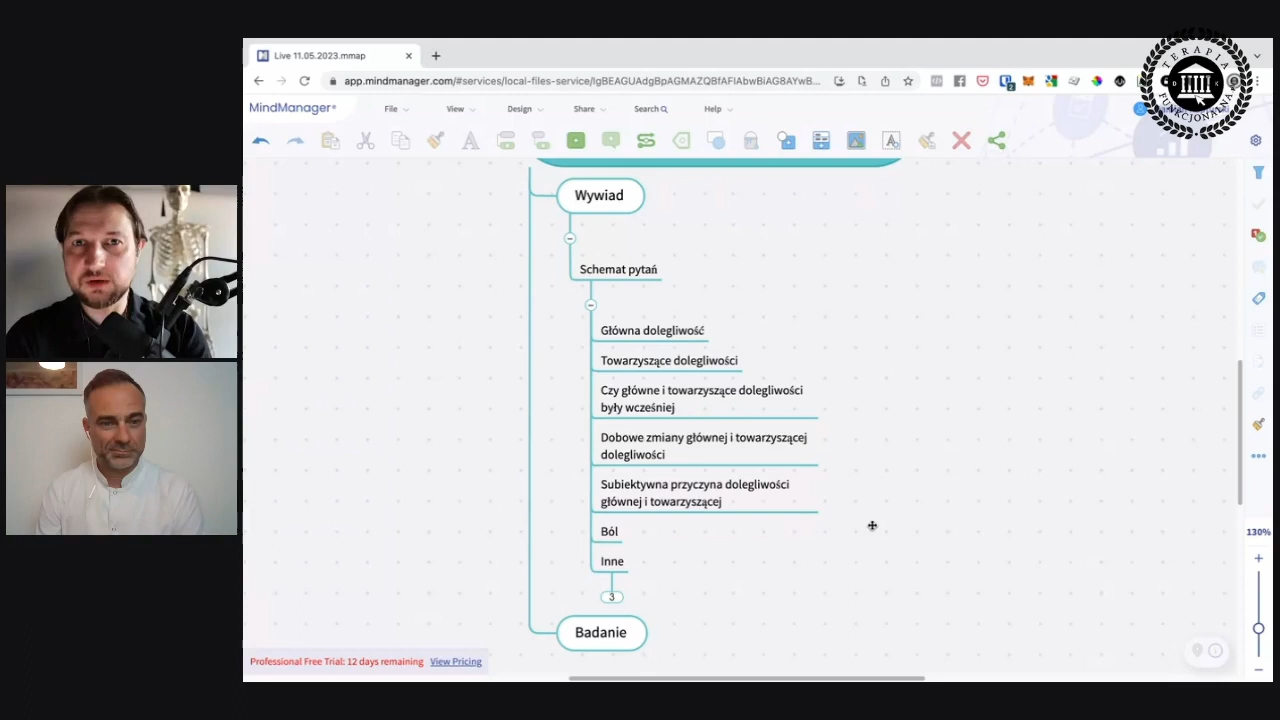 Live 11.05.2023.mmap
app.mindmanager.com/#services/local-files-service/IgBEAGUAdgBpAGMAZQBfAFIAbwBiAG8AYwB...
TERAPIA
FUNKCJONALNA
MindManager
File
View
Design
Share
Search
Help
Wywiad
Schemat pytań
Główna dolegliwość
Towarzyszące dolegliwości
Czy główne i towarzyszące dolegliwości
były wcześniej
Dobowe zmiany głównej i towarzyszącej
dolegliwości
Subiektywna przyczyna dolegliwości
głównej i towarzyszącej
Ból
Inne
3
Badanie
130%
Professional Free Trial: 12 days remaining View Pricing